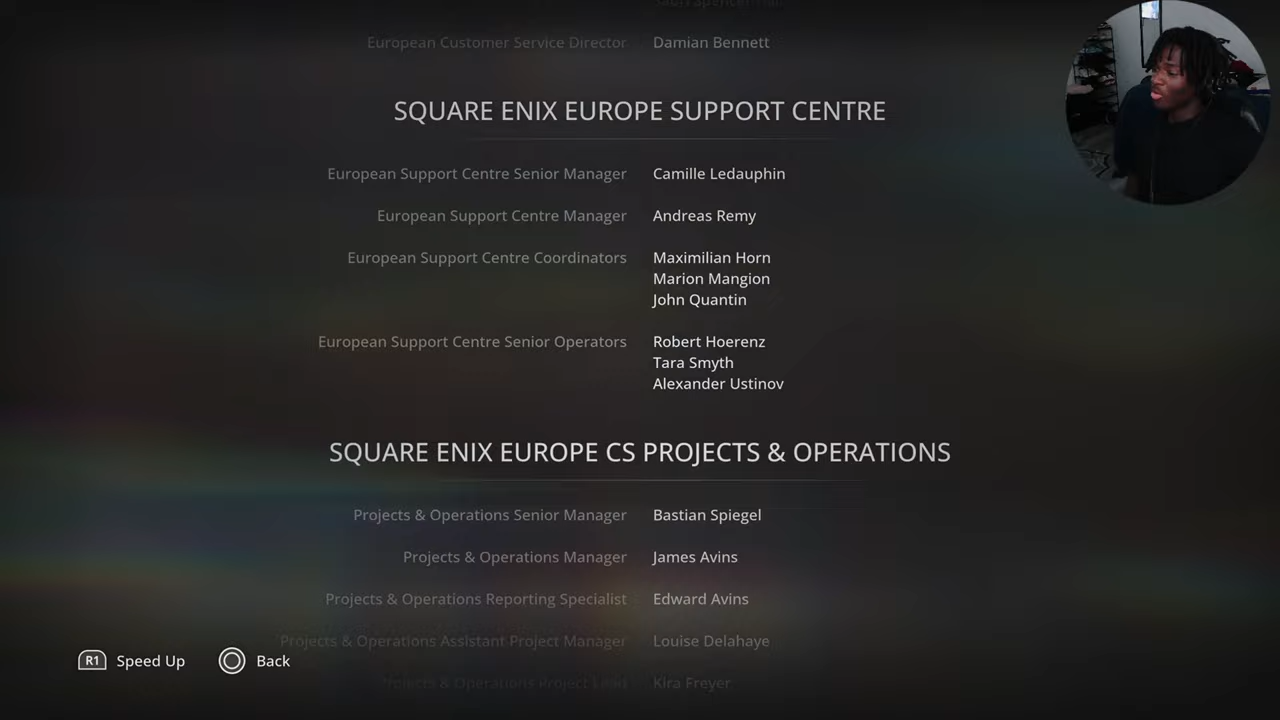 European Customer Service Director Damian Bennett
SQUARE ENIX EUROPE SUPPORT CENTRE
European Support Centre Senior Manager Camille Ledauphin
European Support Centre Manager Andreas Remy
European Support Centre Coordinators Maximilian Horn
Marion Mangion
John Quantin
European Support Centre Senior Operators Robert Hoerenz
Tara Smyth
Alexander Ustinov
SQUARE ENIX EUROPE CS PROJECTS & OPERATIONS
Projects & Operations Senior Manager Bastian Spiegel
Projects & Operations Manager James Avins
Projects & Operations Reporting Specialist Edward Avins
Projects & Operations Assistant Project Manager Louise Delahaye
Projects & Operations Project Lead Kira Freyer
R1 Speed Up Back